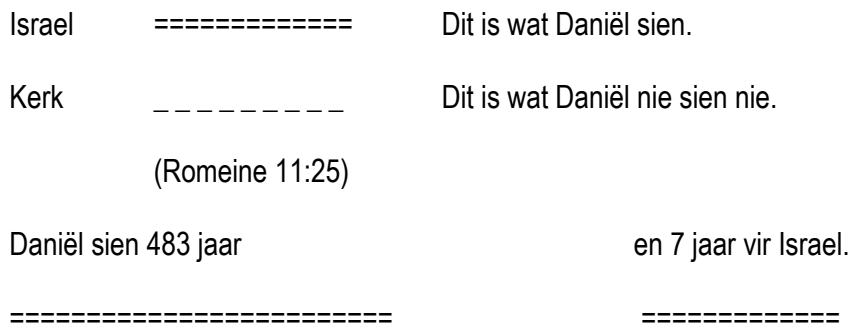 Israel ============= Dit is wat Daniël sien.
Kerk _ _ _ _ _ _ _ _ _ Dit is wat Daniël nie sien nie.
(Romeine 11:25)
Daniël sien 483 jaar en 7 jaar vir Israel.
========================= =============